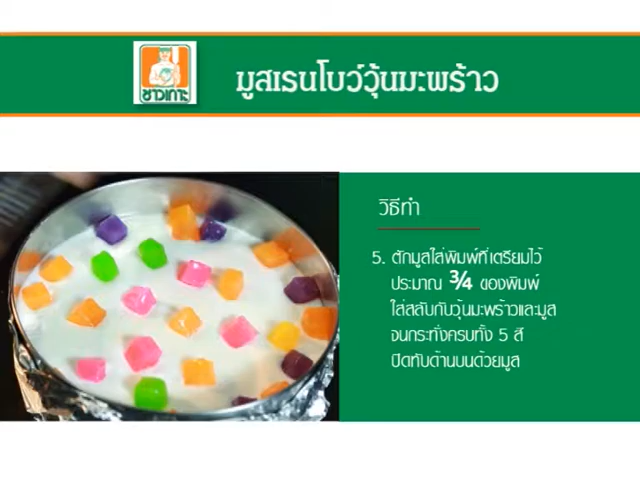 ชาวเกาะ
มูสเรนโบว์วุ้นมะพร้าว
วิธีทำ
5. ตักมูสใส่พิมพ์ที่เตรียมไว้
ประมาณ ¾ ของพิมพ์
ใส่สลับกับวุ้นมะพร้าวและมูส
จนกระทั่งครบทั้ง 5 สี
ปิดทับด้านบนด้วยมูส